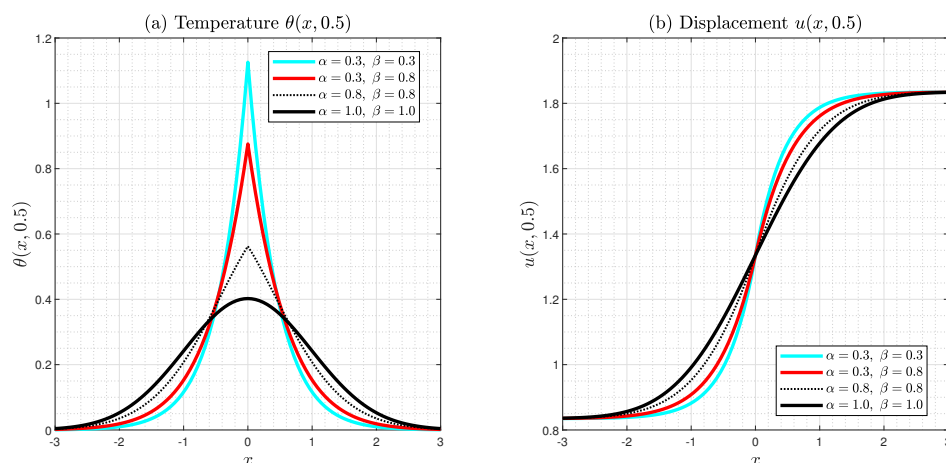 (a) Temperature θ(x, 0.5)
1.2
1
0.8
0.6
0.4
0.2
0
-3
-2
-1
0
1
2
3
θ(x, 0.5)
x
α = 0.3, β = 0.3
α = 0.3, β = 0.8
α = 0.8, β = 0.8
α = 1.0, β = 1.0
(b) Displacement u(x, 0.5)
2
1.8
1.6
1.4
1.2
1
0.8
-3
-2
-1
0
1
2
3
u(x, 0.5)
x
α = 0.3, β = 0.3
α = 0.3, β = 0.8
α = 0.8, β = 0.8
α = 1.0, β = 1.0